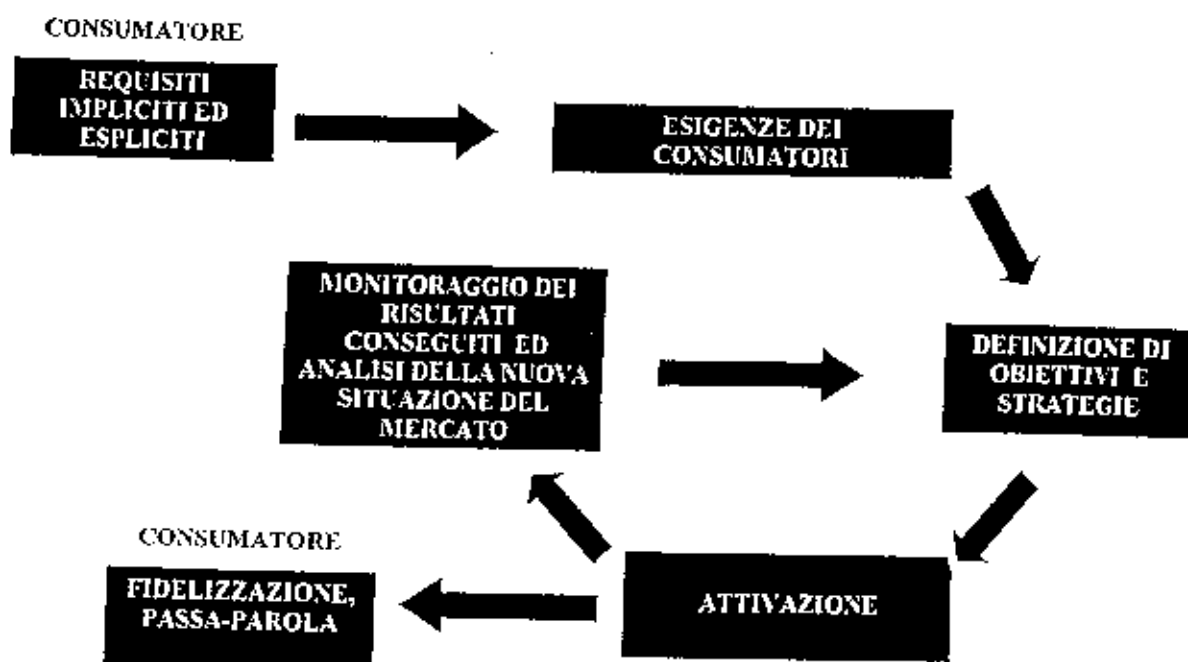 CONSUMATORE
REQUISITI
IMPLICITI ED
ESPLICITI
ESIGENZE DEI
CONSUMATORI
MONITORAGGIO DEI
RISULTATI
CONSEGUITI ED
ANALISI DELLA NUOVA
SITUAZIONE DEL
MERCATO
DEFINIZIONE DI
OBIETTIVI E
STRATEGIE
CONSUMATORE
FIDELIZZAZIONE,
PASSA-PAROLA
ATTIVAZIONE